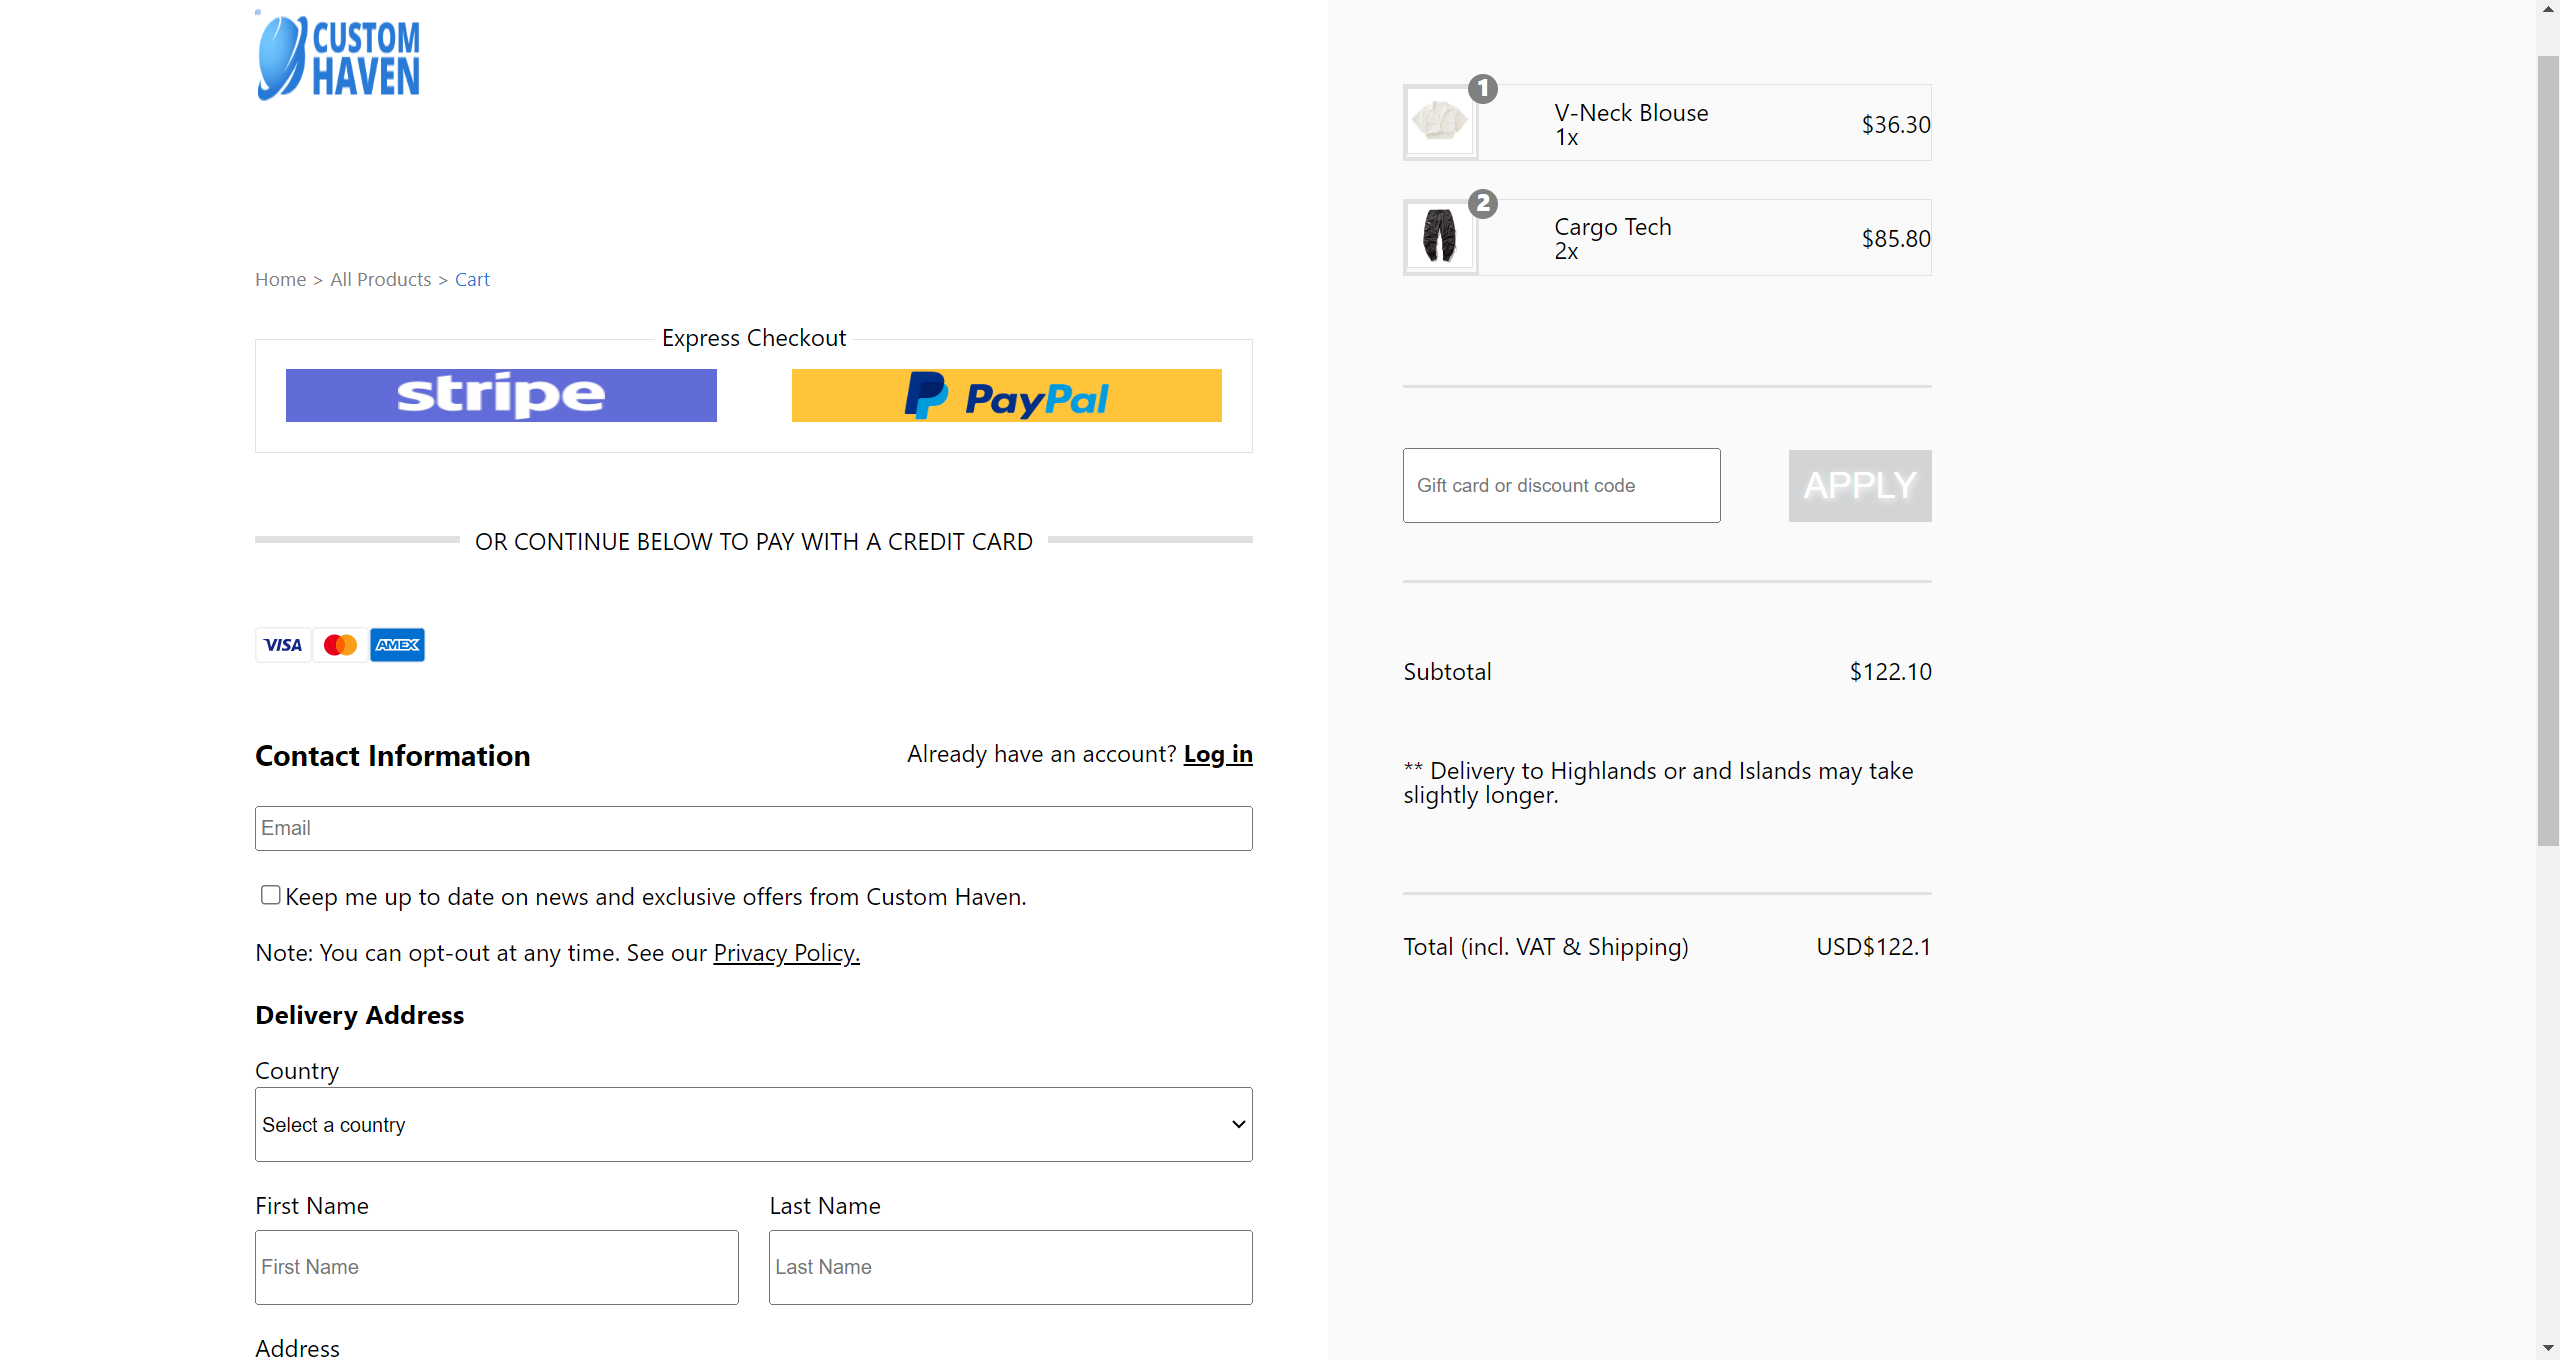 CUSTOM
HAVEN
Home > All Products > Cart
Express Checkout
stripe
PayPal
OR CONTINUE BELOW TO PAY WITH A CREDIT CARD
VISA
AMEX
Contact Information
Already have an account? Log in
Email
Keep me up to date on news and exclusive offers from Custom Haven.
Note: You can opt-out at any time. See our Privacy Policy.
Delivery Address
Country
Select a country
First Name
Last Name
First Name
Last Name
Address
1
V-Neck Blouse
1x
$36.30
2
Cargo Tech
2x
$85.80
Gift card or discount code
APPLY
Subtotal
$122.10
** Delivery to Highlands or and Islands may take
slightly longer.
Total (incl. VAT & Shipping)
USD$122.1